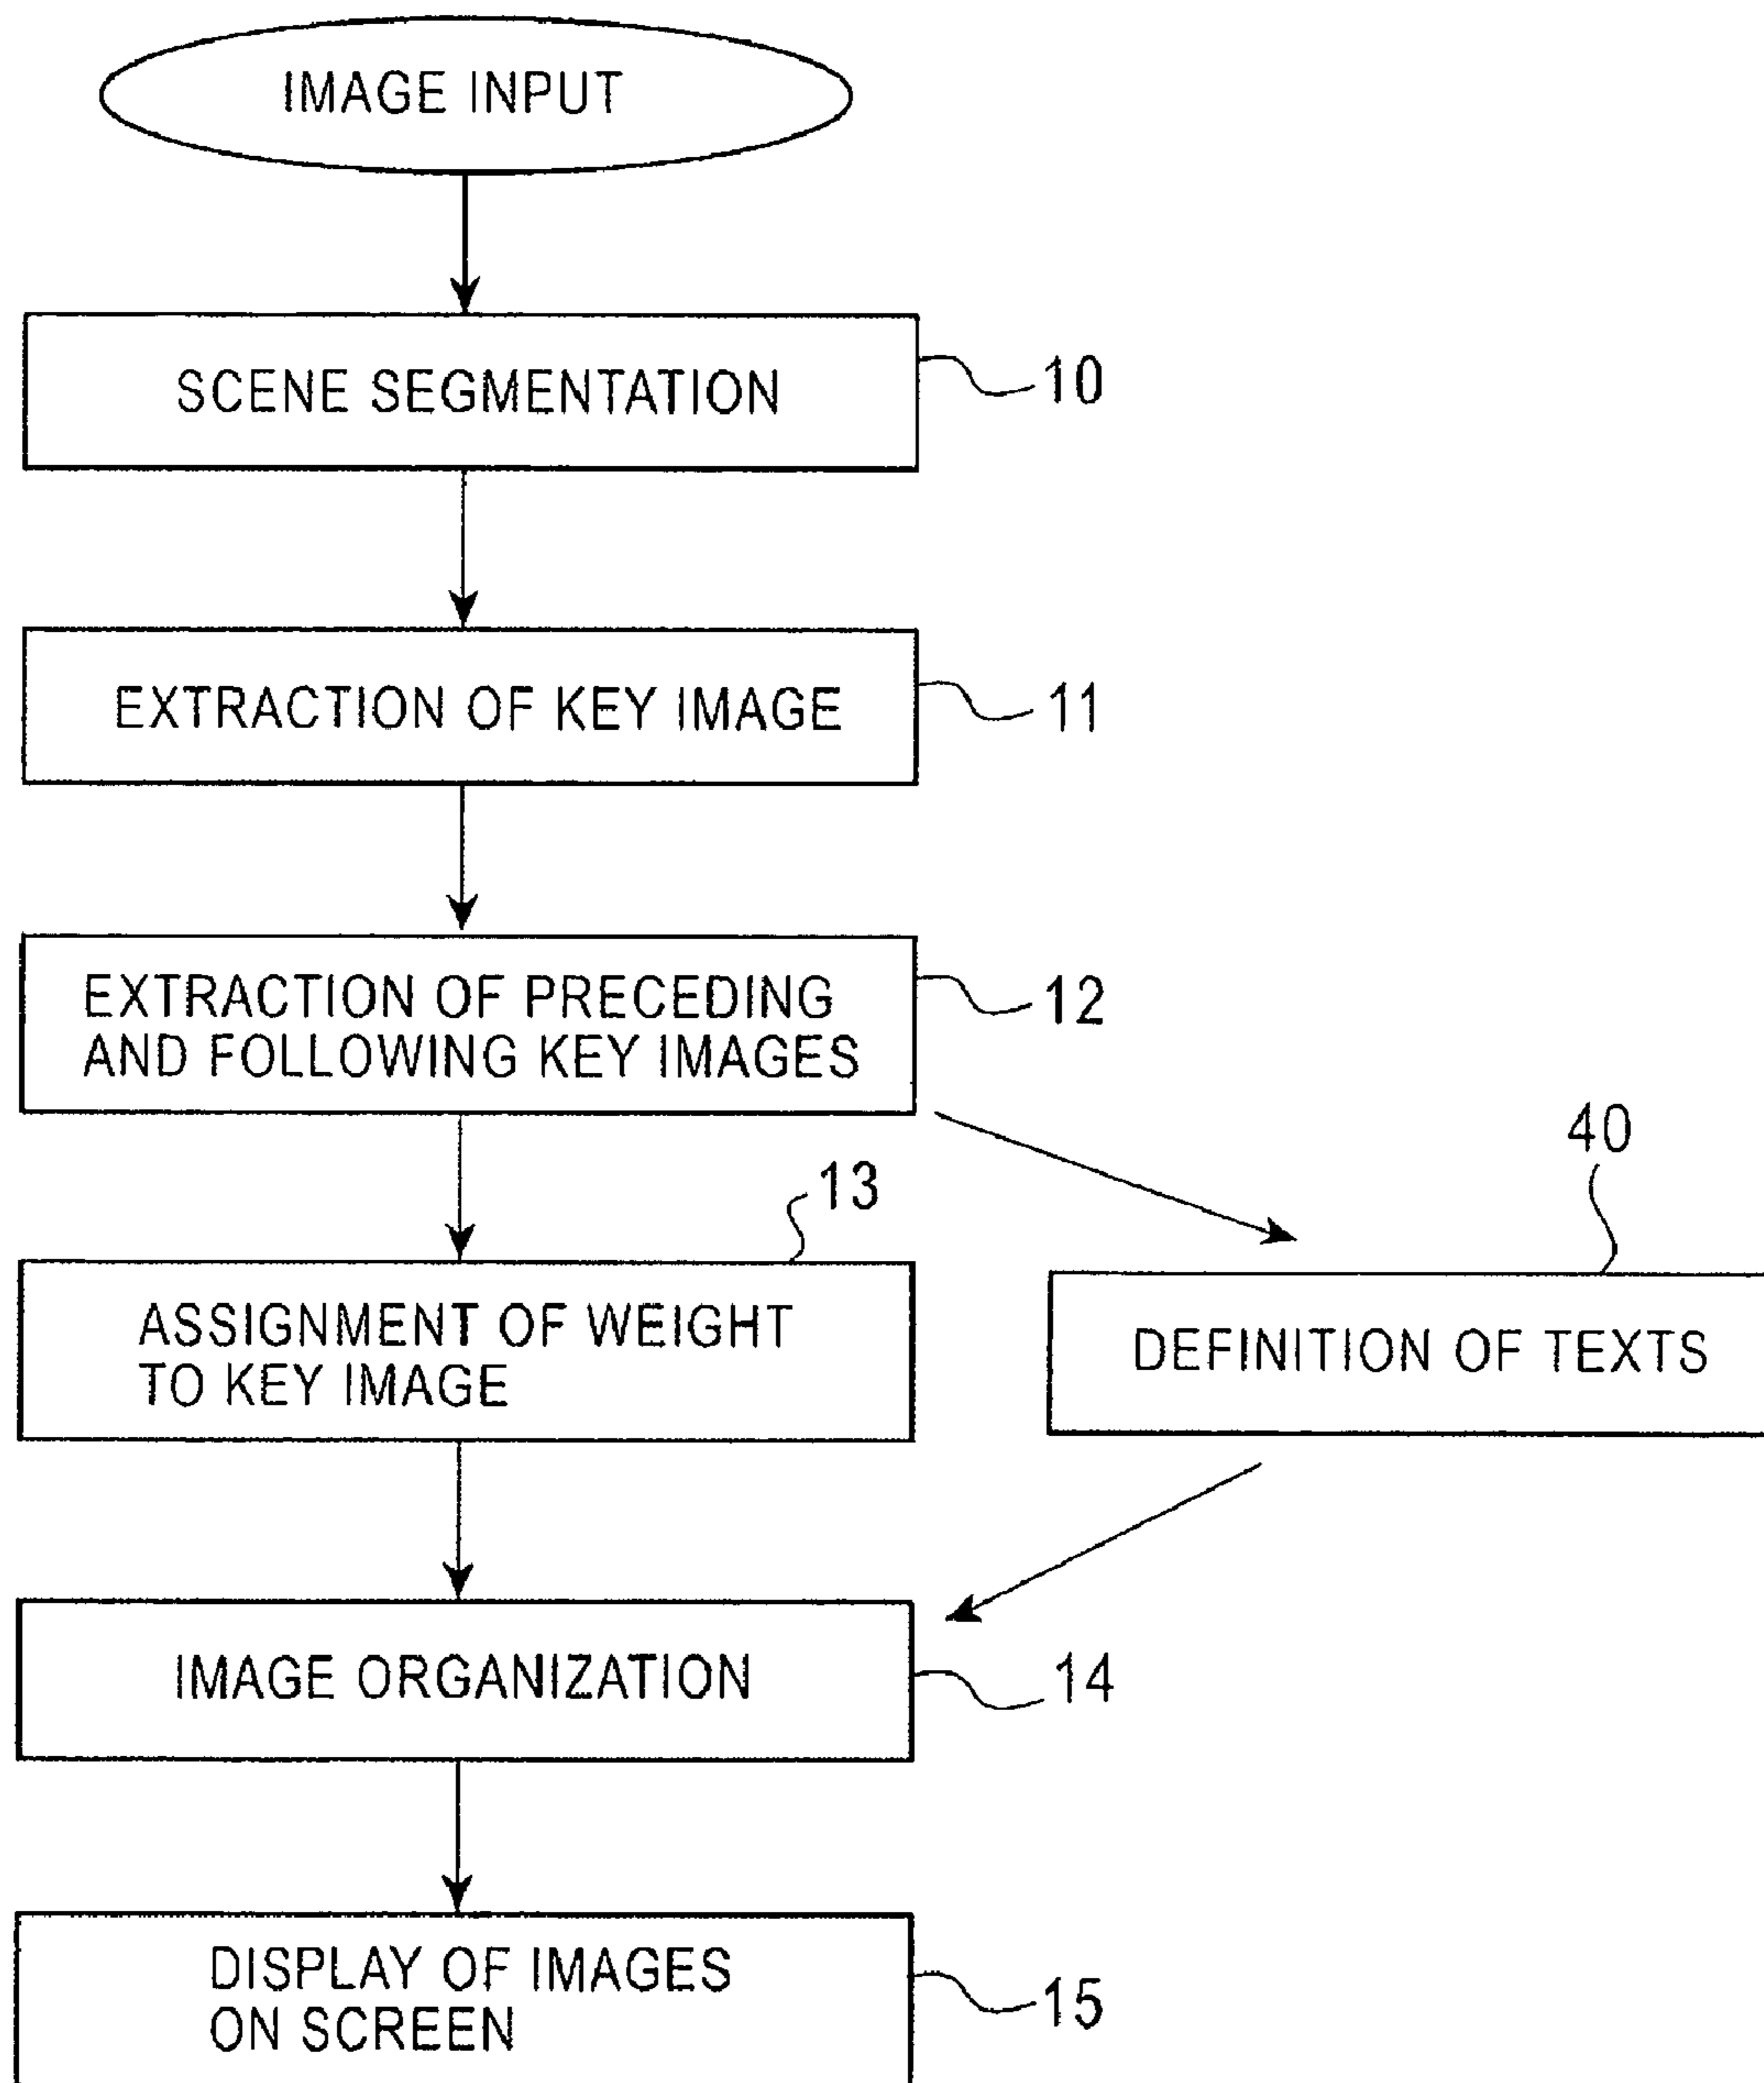 IMAGE INPUT
SCENE SEGMENTATION
10
EXTRACTION OF KEY IMAGE
11
EXTRACTION OF PRECEDING
AND FOLLOWING KEY IMAGES
12
40
13
ASSIGNMENT OF WEIGHT
TO KEY IMAGE
DEFINITION OF TEXTS
IMAGE ORGANIZATION
14
DISPLAY OF IMAGES
ON SCREEN
15